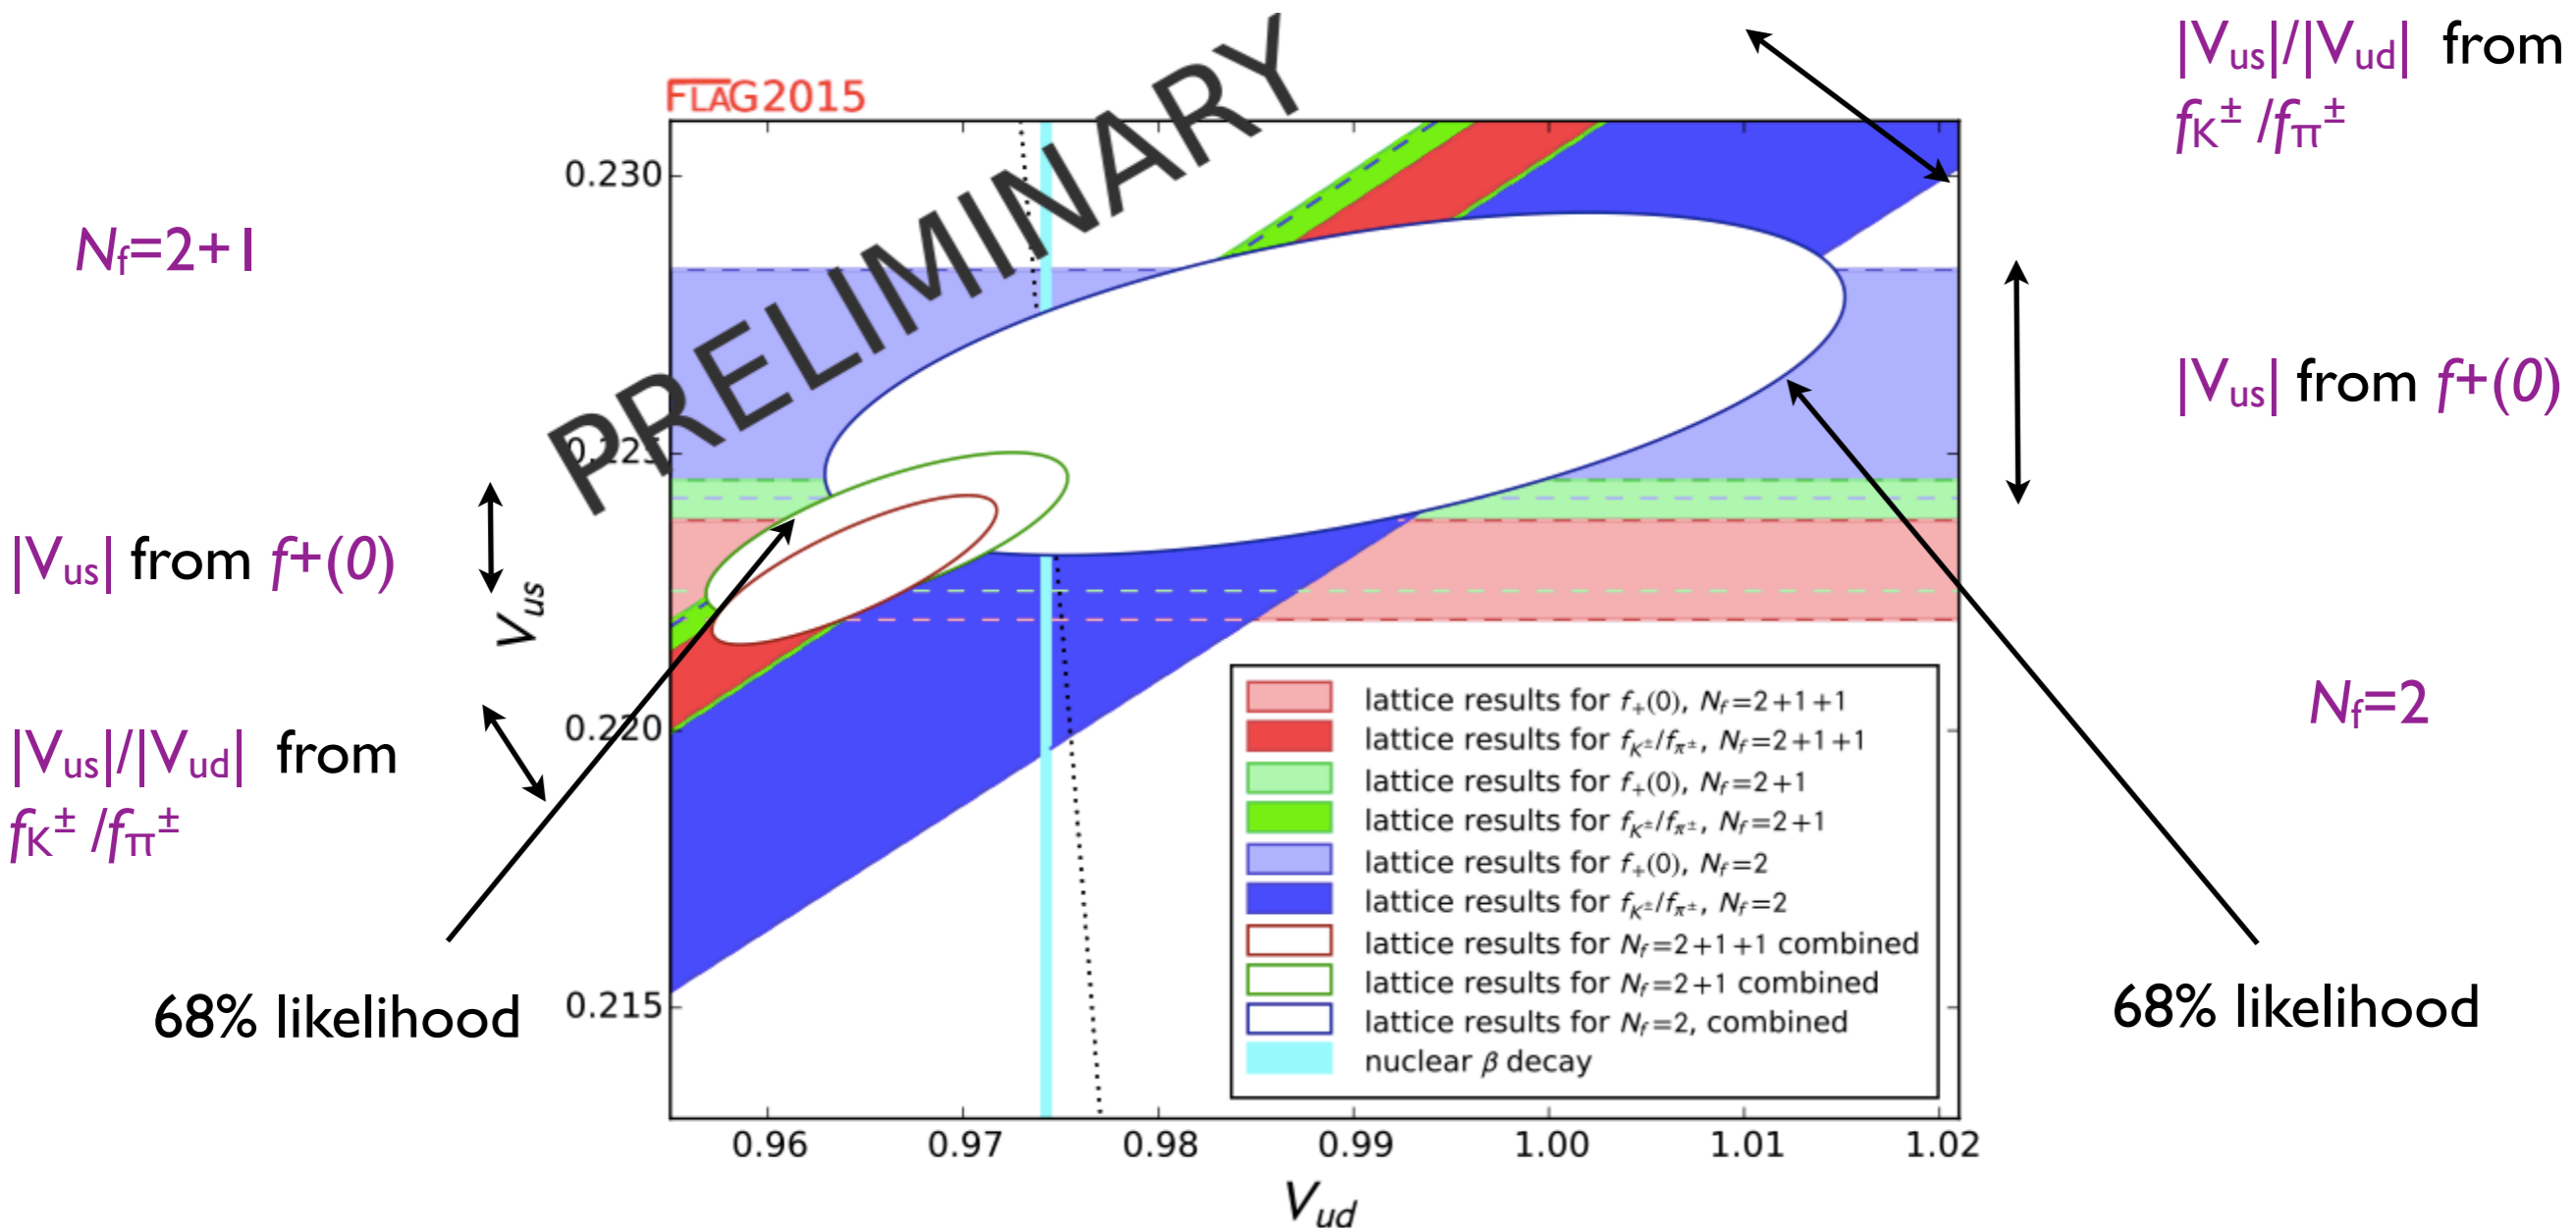 |Vus|/|Vud| from
fK± /fπ±
FLAG2015
PRELIMINARY
Nf=2+1
0.230
0.225
0.220
0.215
|Vus| from f+(0)
|Vus| from f+(0)
Vus
Nf=2
|Vus|/|Vud| from
fK± /fπ±
lattice results for f+(0), Nf=2+1+1
lattice results for fK±/fπ±, Nf=2+1+1
lattice results for f+(0), Nf=2+1
lattice results for fK±/fπ±, Nf=2+1
lattice results for f+(0), Nf=2
lattice results for fK±/fπ±, Nf=2
lattice results for Nf=2+1+1 combined
lattice results for Nf=2+1 combined
lattice results for Nf=2, combined
nuclear β decay
68% likelihood
68% likelihood
0.96 0.97 0.98 0.99 1.00 1.01 1.02
Vud